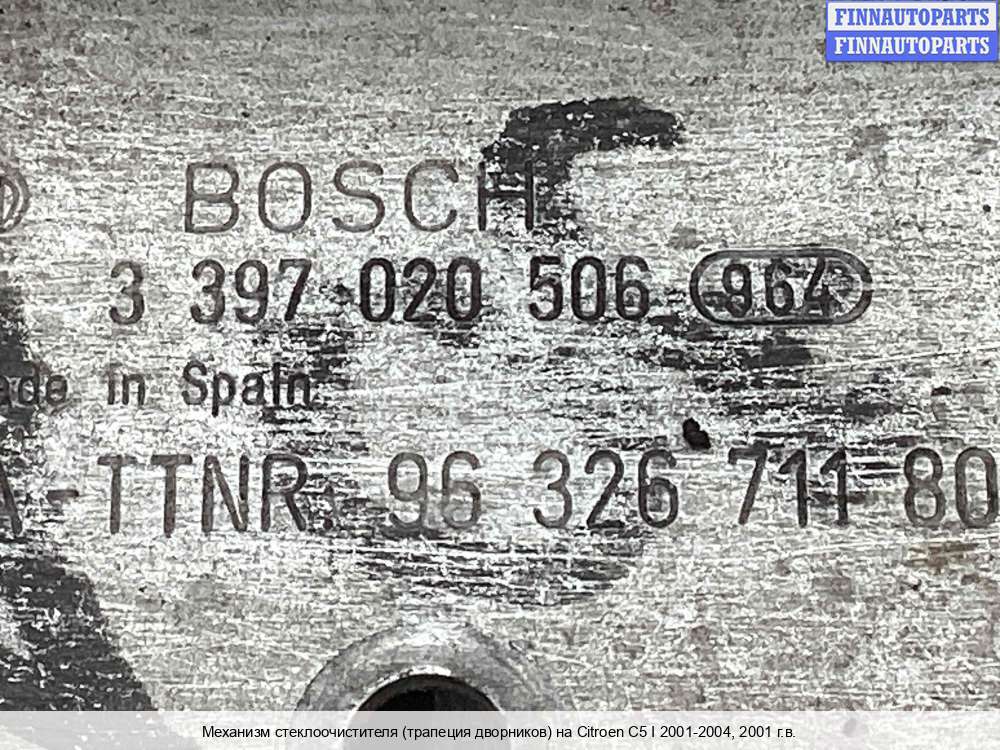 FINNAUTOPARTS
FINNAUTOPARTS
BOSCH
3 397 020 506 964
ade in Spain
A-TTNR. 96 326 711 80
Механизм стеклоочистителя (трапеция дворников) на Citroen C5 I 2001-2004, 2001 г.в.